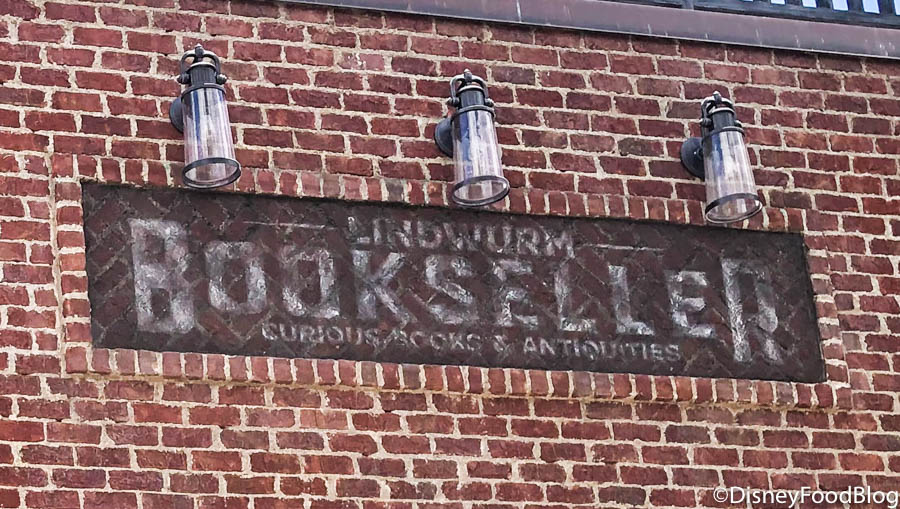 LINDWURM
BOOKSELLER
CURIOUS BOOKS & ANTIQUITIES
©DisneyFoodBlog